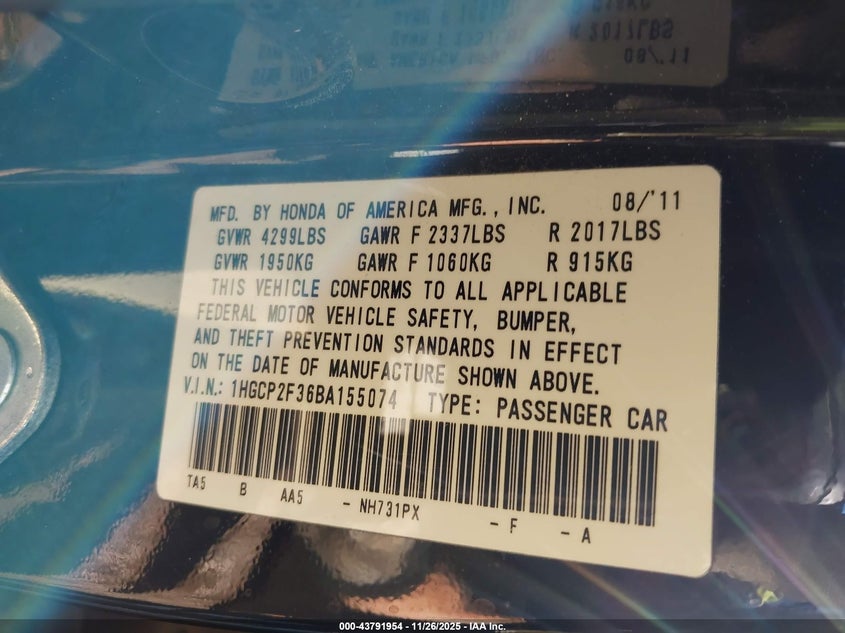 MFD. BY HONDA OF AMERICA MFG., INC. 08/'11
GVWR 4299LBS GAWR F 2337LBS R 2017LBS
GVWR 1950KG GAWR F 1060KG R 915KG
THIS VEHICLE CONFORMS TO ALL APPLICABLE
FEDERAL MOTOR VEHICLE SAFETY, BUMPER,
AND THEFT PREVENTION STANDARDS IN EFFECT
ON THE DATE OF MANUFACTURE SHOWN ABOVE.
V.I.N.: 1HGCP2F36BA155074 TYPE: PASSENGER CAR
TA5 B AA5 - NH731PX - F - A
000-43791954 - 11/26/2025 - IAA Inc.